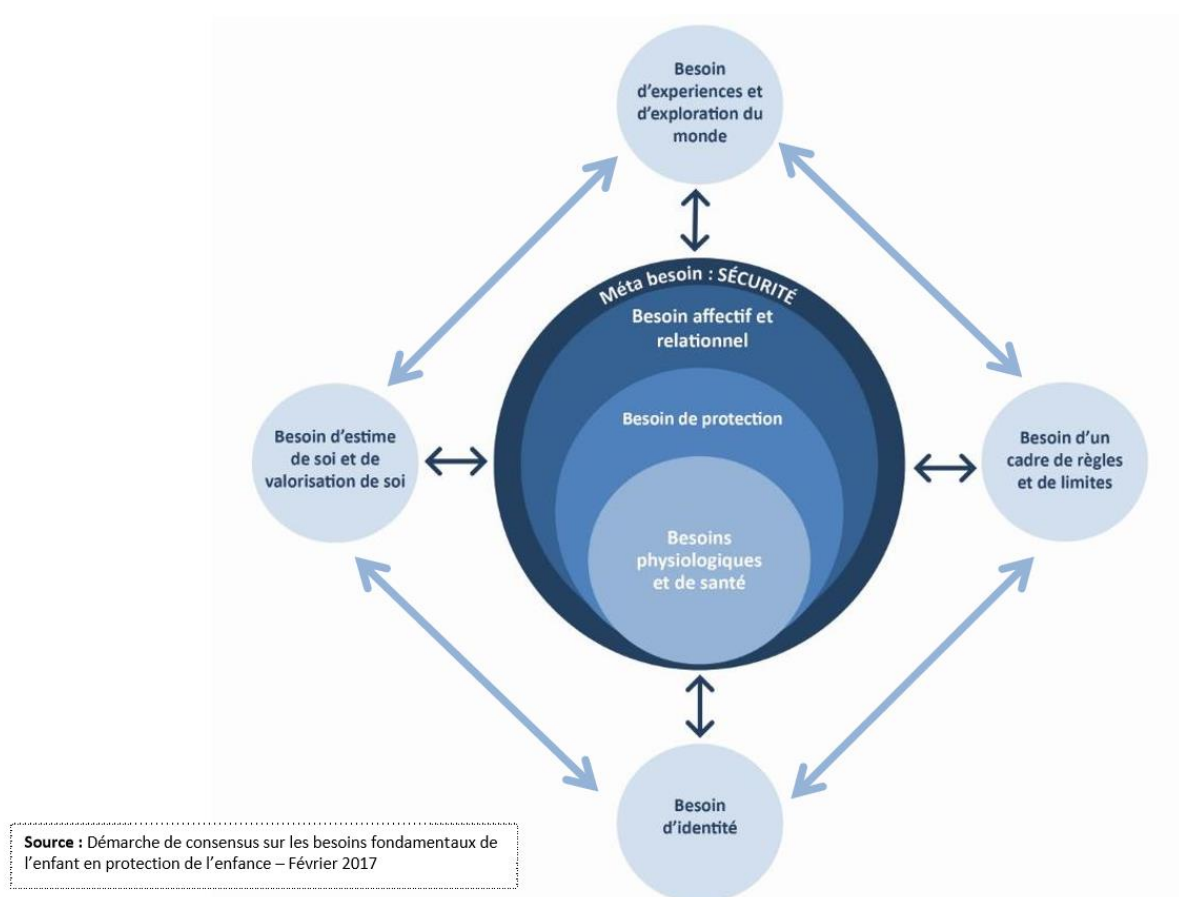 Besoin
d'experiences et
d'exploration du
monde
Méta besoin : SÉCURITÉ
Besoin affectif et
relationnel
Besoin de protection
Besoins
physiologiques
et de santé
Besoin d'estime
de soi et de
valorisation de soi
Besoin d'un
cadre de règles
et de limites
Besoin
d'identité
Source : Démarche de consensus sur les besoins fondamentaux de
l'enfant en protection de l'enfance – Février 2017